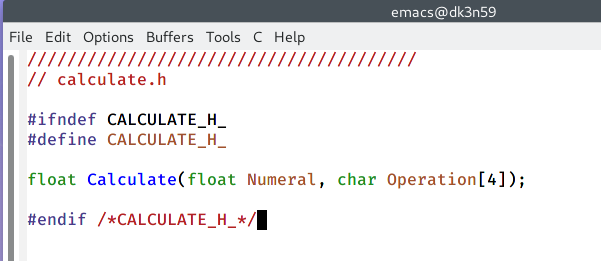 emacs@dk3n59
File Edit Options Buffers Tools C Help
///////////////////////////////////////
// calculate.h
#ifndef CALCULATE_H_
#define CALCULATE_H_
float Calculate(float Numeral, char Operation[4]);
#endif /*CALCULATE_H_*/